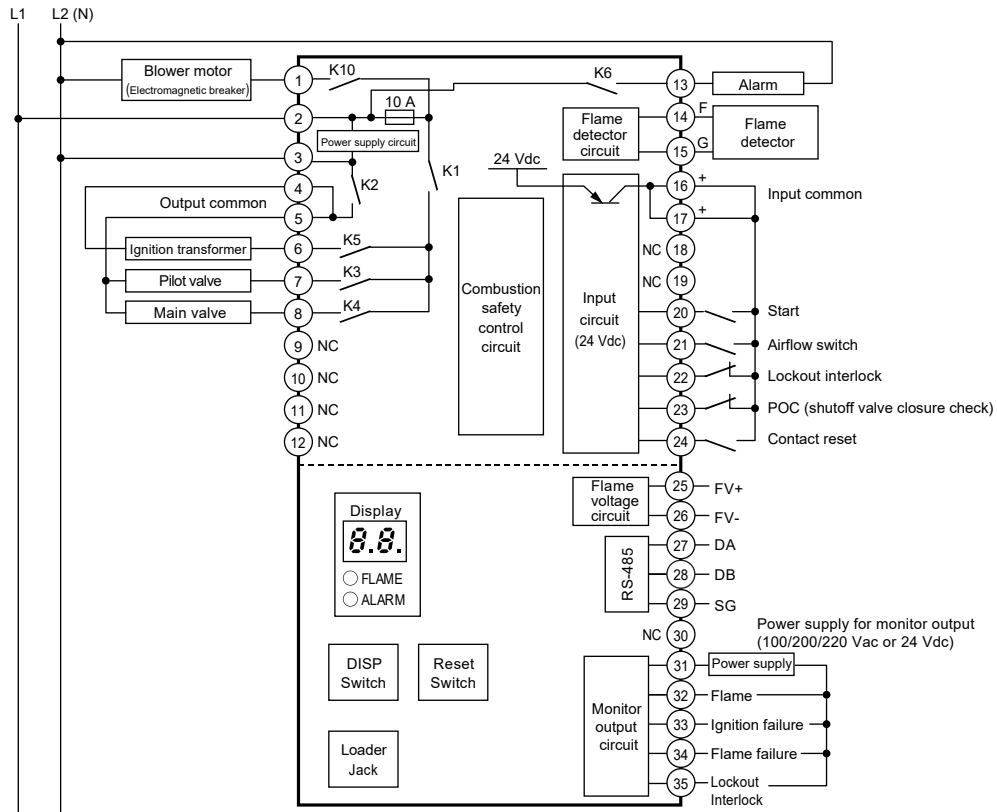 L1
L2 (N)
Blower motor
(Electromagnetic breaker)
1
K10
K6
13
Alarm
2
10 A
Power supply circuit
Flame
detector
circuit
14
F
15
G
Flame
detector
3
K2
K1
24 Vdc
4
Output common
5
16
+
17
+
Input common
Ignition transformer
6
K5
NC
18
Pilot valve
7
K3
NC
19
Main valve
8
K4
Combustion
safety
control
circuit
Input
circuit
(24 Vdc)
20
Start
9
NC
21
Airflow switch
10
NC
22
Lockout interlock
11
NC
23
POC (shutoff valve closure check)
12
NC
24
Contact reset
Display
8.8.
FLAME
ALARM
Flame
voltage
circuit
25
FV+
26
FV-
RS-485
27
DA
28
DB
29
SG
NC
30
Power supply for monitor output
(100/200/220 Vac or 24 Vdc)
DISP
Switch
Reset
Switch
Loader
Jack
Monitor
output
circuit
31
Power supply
32
Flame
33
Ignition failure
34
Flame failure
35
Lockout
Interlock